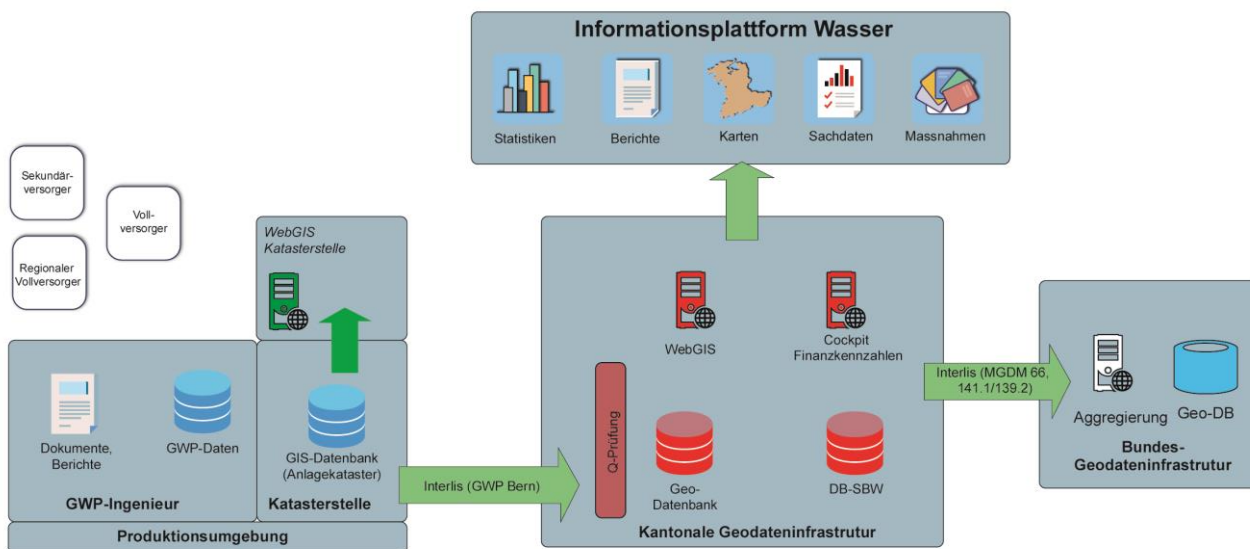 Informationsplattform Wasser
Statistiken
Berichte
Karten
Sachdaten
Massnahmen
Sekundär-
versorger
Voll-
versorger
Regionaler
Vollversorger
WebGIS
Katasterstelle
Dokumente,
Berichte
GWP-Daten
GWP-Ingenieur
GIS-Datenbank
(Anlagekataster)
Katasterstelle
Produktionsumgebung
Interlis (GWP Bern)
Q-Prüfung
WebGIS
Cockpit
Finanzkennzahlen
Geo-
Datenbank
DB-SBW
Kantonale Geodateninfrastrutur
Interlis (MGDM 66,
141.1/139.2)
Aggregierung
Geo-DB
Bundes-
Geodateninfrastrutur